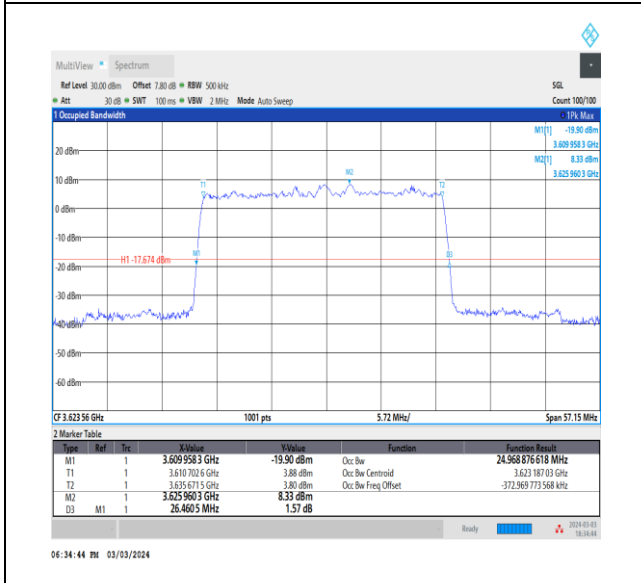 MultiView Spectrum
Ref Level 30.00 dBm Offset 7.80 dB RBW 500 kHz SGL
Att 30 dB SWT 100 ms VBW 2 MHz Mode Auto Sweep Count 100/100
1 Occupied Bandwidth 1Pk Max
M1[1] -19.90 dBm
3.609 958 3 GHz
M2[1] 8.33 dBm
3.625 960 3 GHz
20 dBm
10 dBm
T1 M2 T2
0 dBm
-10 dBm
H1 -17.674 dBm M1 D3
-20 dBm
-30 dBm
-40 dBm
-50 dBm
-60 dBm
CF 3.623 56 GHz 1001 pts 5.72 MHz/ Span 57.15 MHz
2 Marker Table
Type Ref Trc X-Value Y-Value Function Function Result
M1 1 3.609 958 3 GHz -19.90 dBm Occ Bw 24.968 876 618 MHz
T1 1 3.610 702 6 GHz 3.88 dBm Occ Bw Centroid 3.623 187 03 GHz
T2 1 3.635 671 5 GHz 3.80 dBm Occ Bw Freq Offset -372.969 773 568 kHz
M2 1 3.625 960 3 GHz 8.33 dBm
D3 M1 1 26.460 5 MHz 1.57 dB
Ready 2024-03-03
18:34:44
06:34:44 PM 03/03/2024